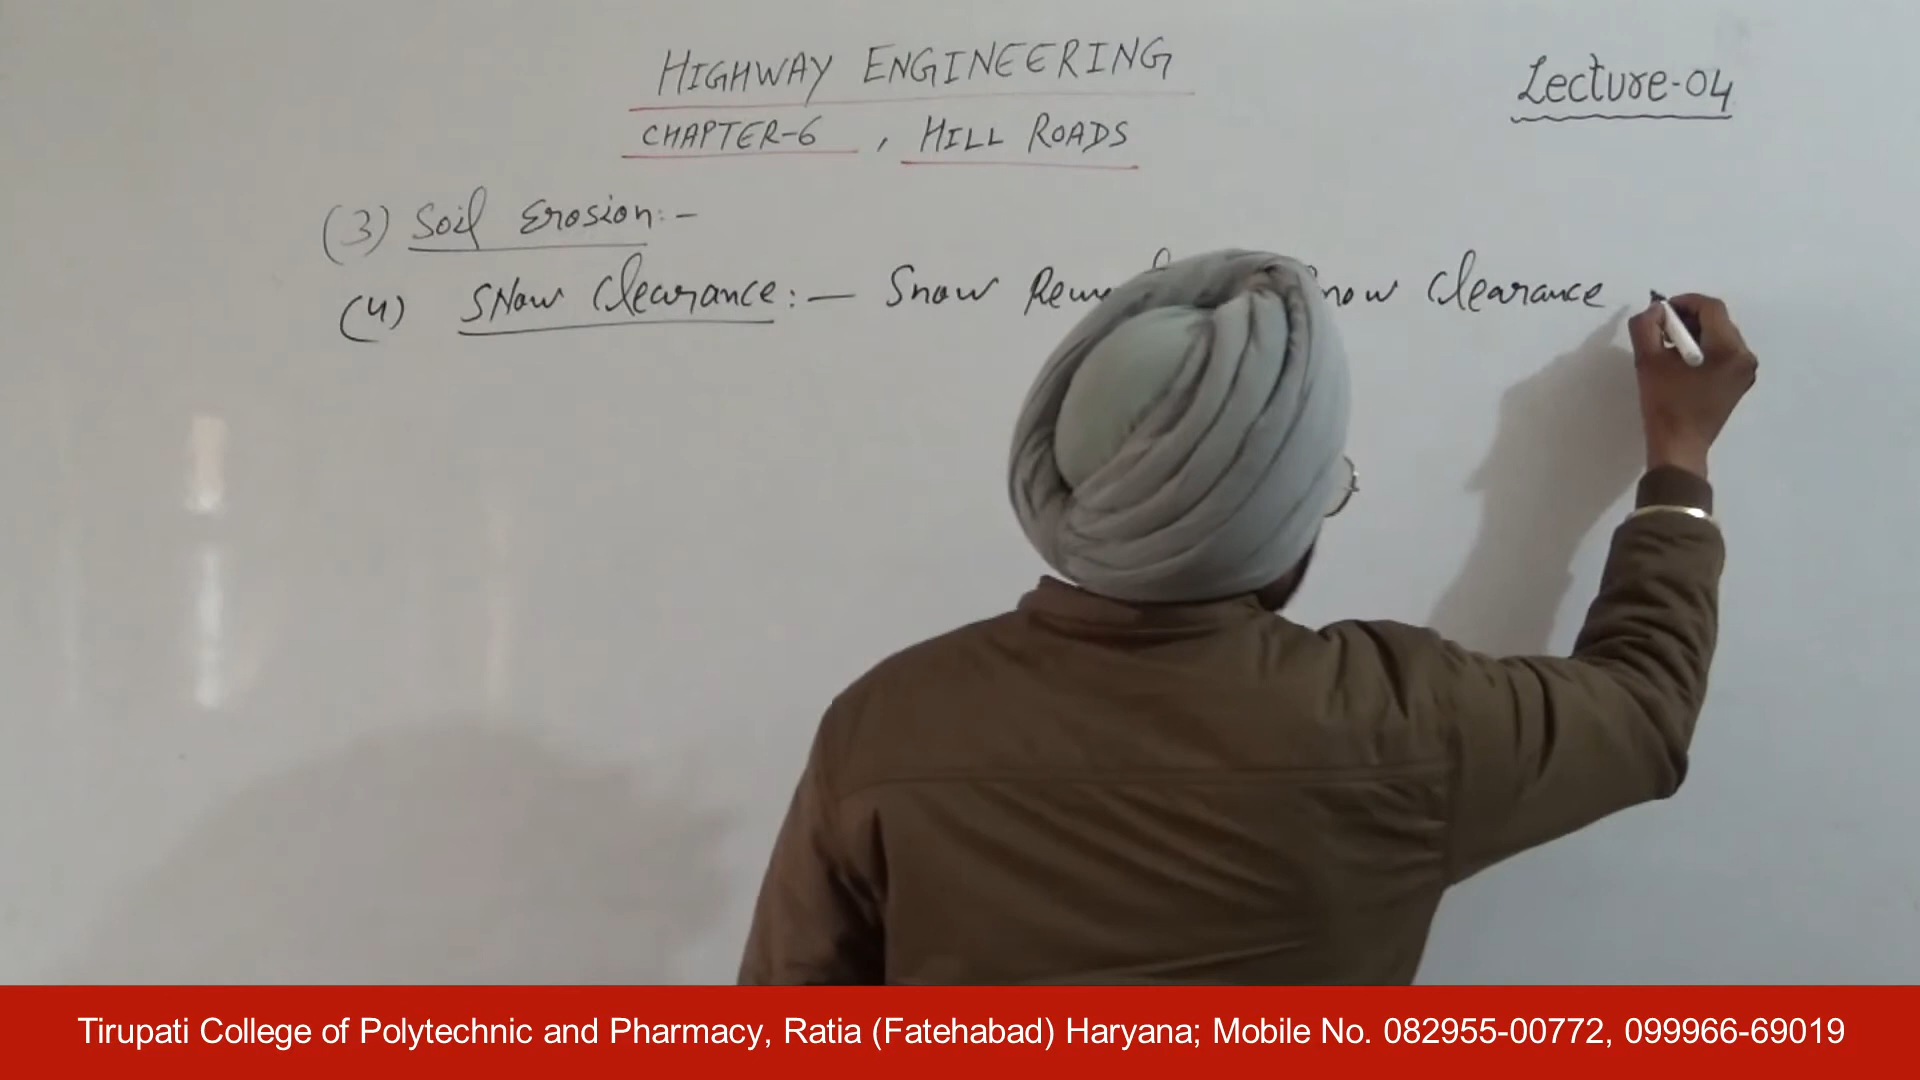 HIGHWAY ENGINEERING
Lecture-04
CHAPTER-6 , HILL ROADS
(3) Soil Erosion:-
(4) SNow Clearance:- Snow Clearance
Tirupati College of Polytechnic and Pharmacy, Ratia (Fatehabad) Haryana; Mobile No. 082955-00772, 099966-69019